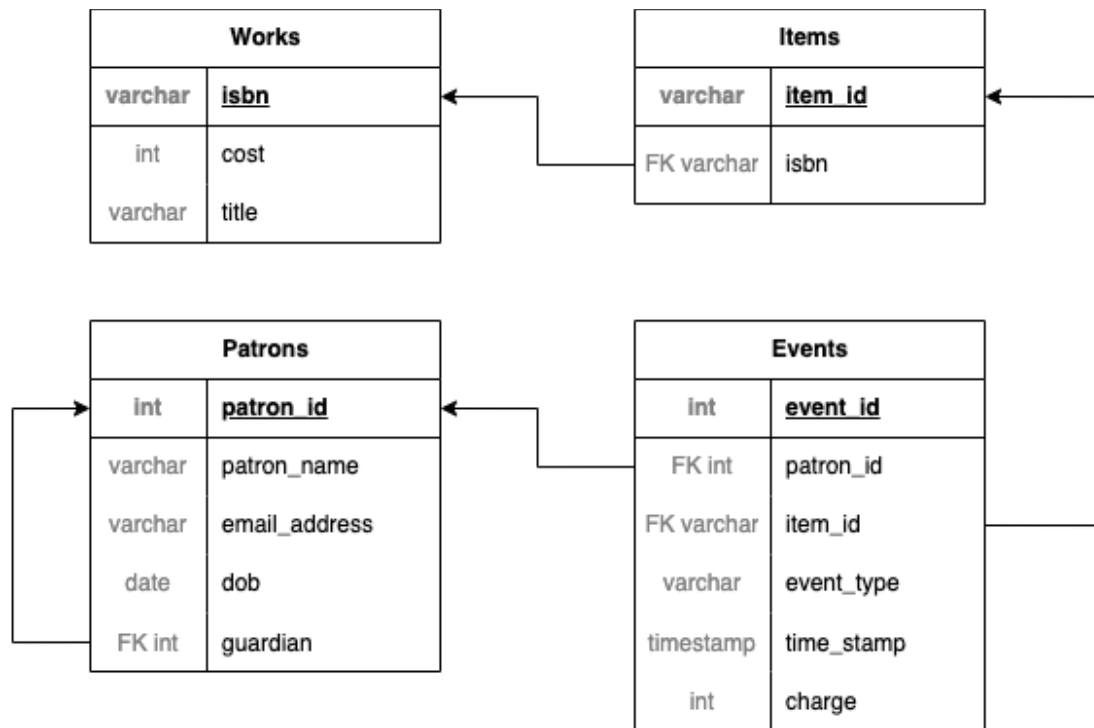 Works
varchar isbn
int cost
varchar title
Items
varchar item_id
FK varchar isbn
Patrons
int patron_id
varchar patron_name
varchar email_address
date dob
FK int guardian
Events
int event_id
FK int patron_id
FK varchar item_id
varchar event_type
timestamp time_stamp
int charge